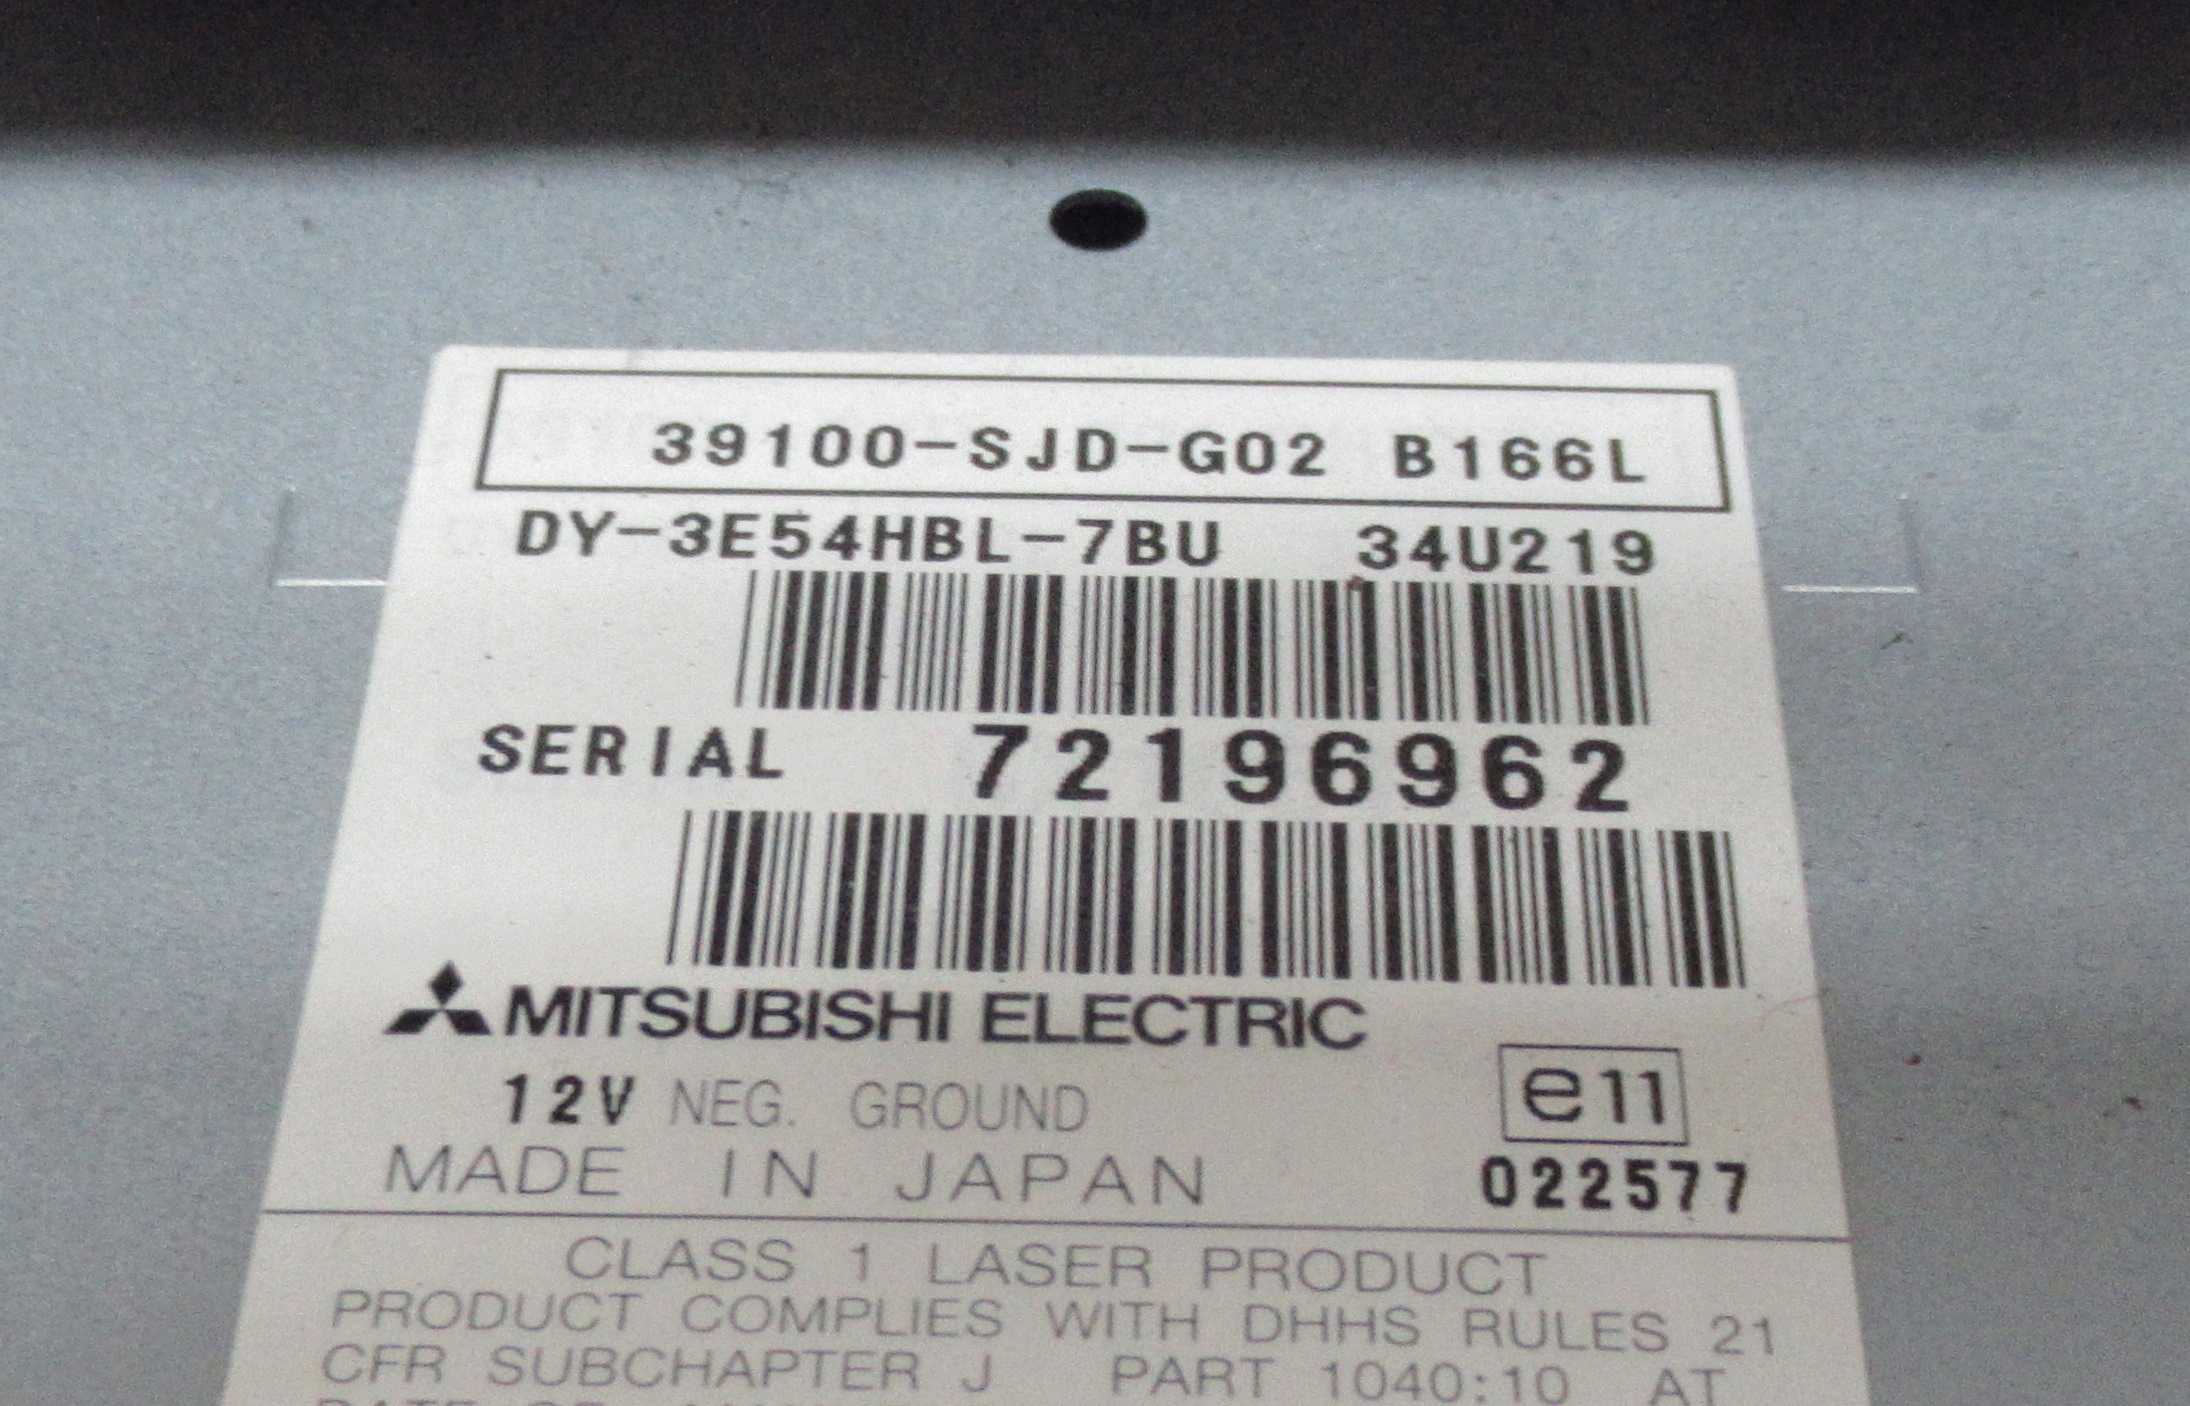 39100-SJD-G02 B166L
DY-3E54HBL-7BU 34U219
SERIAL 72196962
MITSUBISHI ELECTRIC
12V NEG. GROUND
e11
MADE IN JAPAN
022577
CLASS 1 LASER PRODUCT
PRODUCT COMPLIES WITH DHHS RULES 21
CFR SUBCHAPTER J PART 1040:10 AT